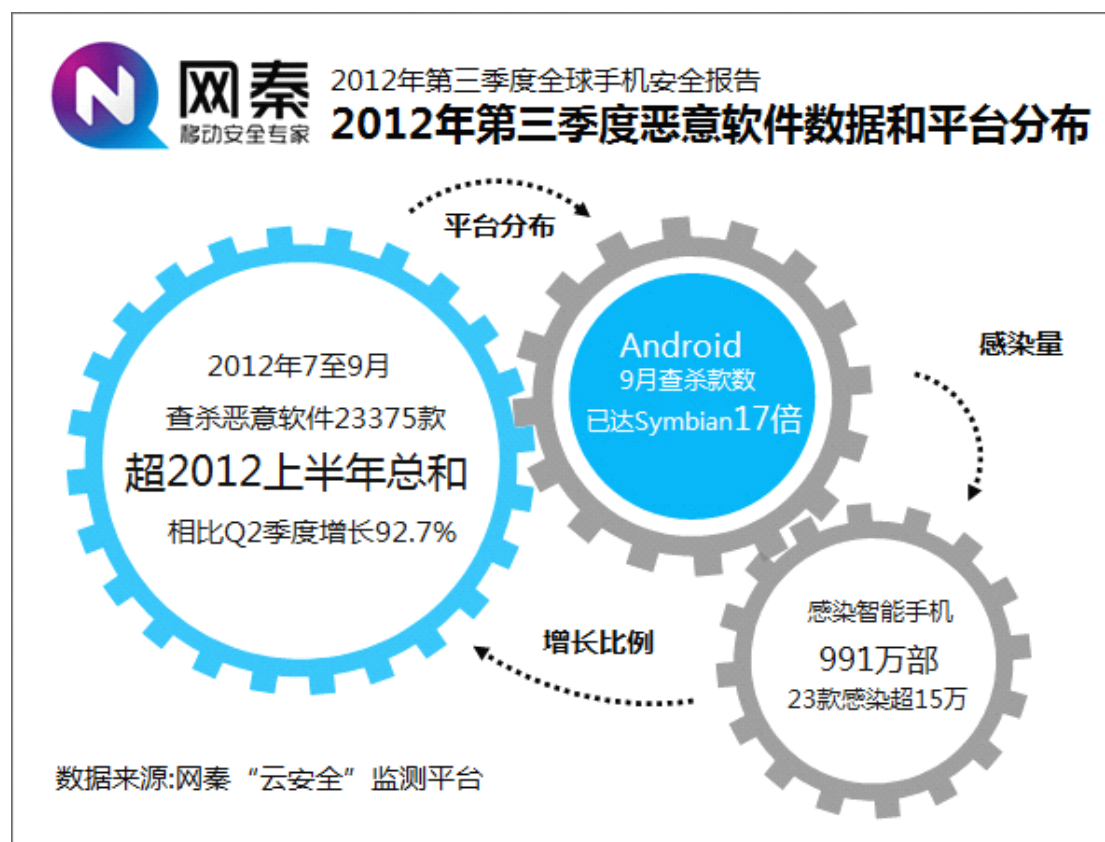 网秦
移动安全专家
2012年第三季度全球手机安全报告
2012年第三季度恶意软件数据和平台分布
平台分布
2012年7至9月
查杀恶意软件23375款
超2012上半年总和
相比Q2季度增长92.7%
Android
9月查杀款数
已达Symbian17倍
感染量
感染智能手机
991万部
23款感染超15万
增长比例
数据来源:网秦“云安全”监测平台